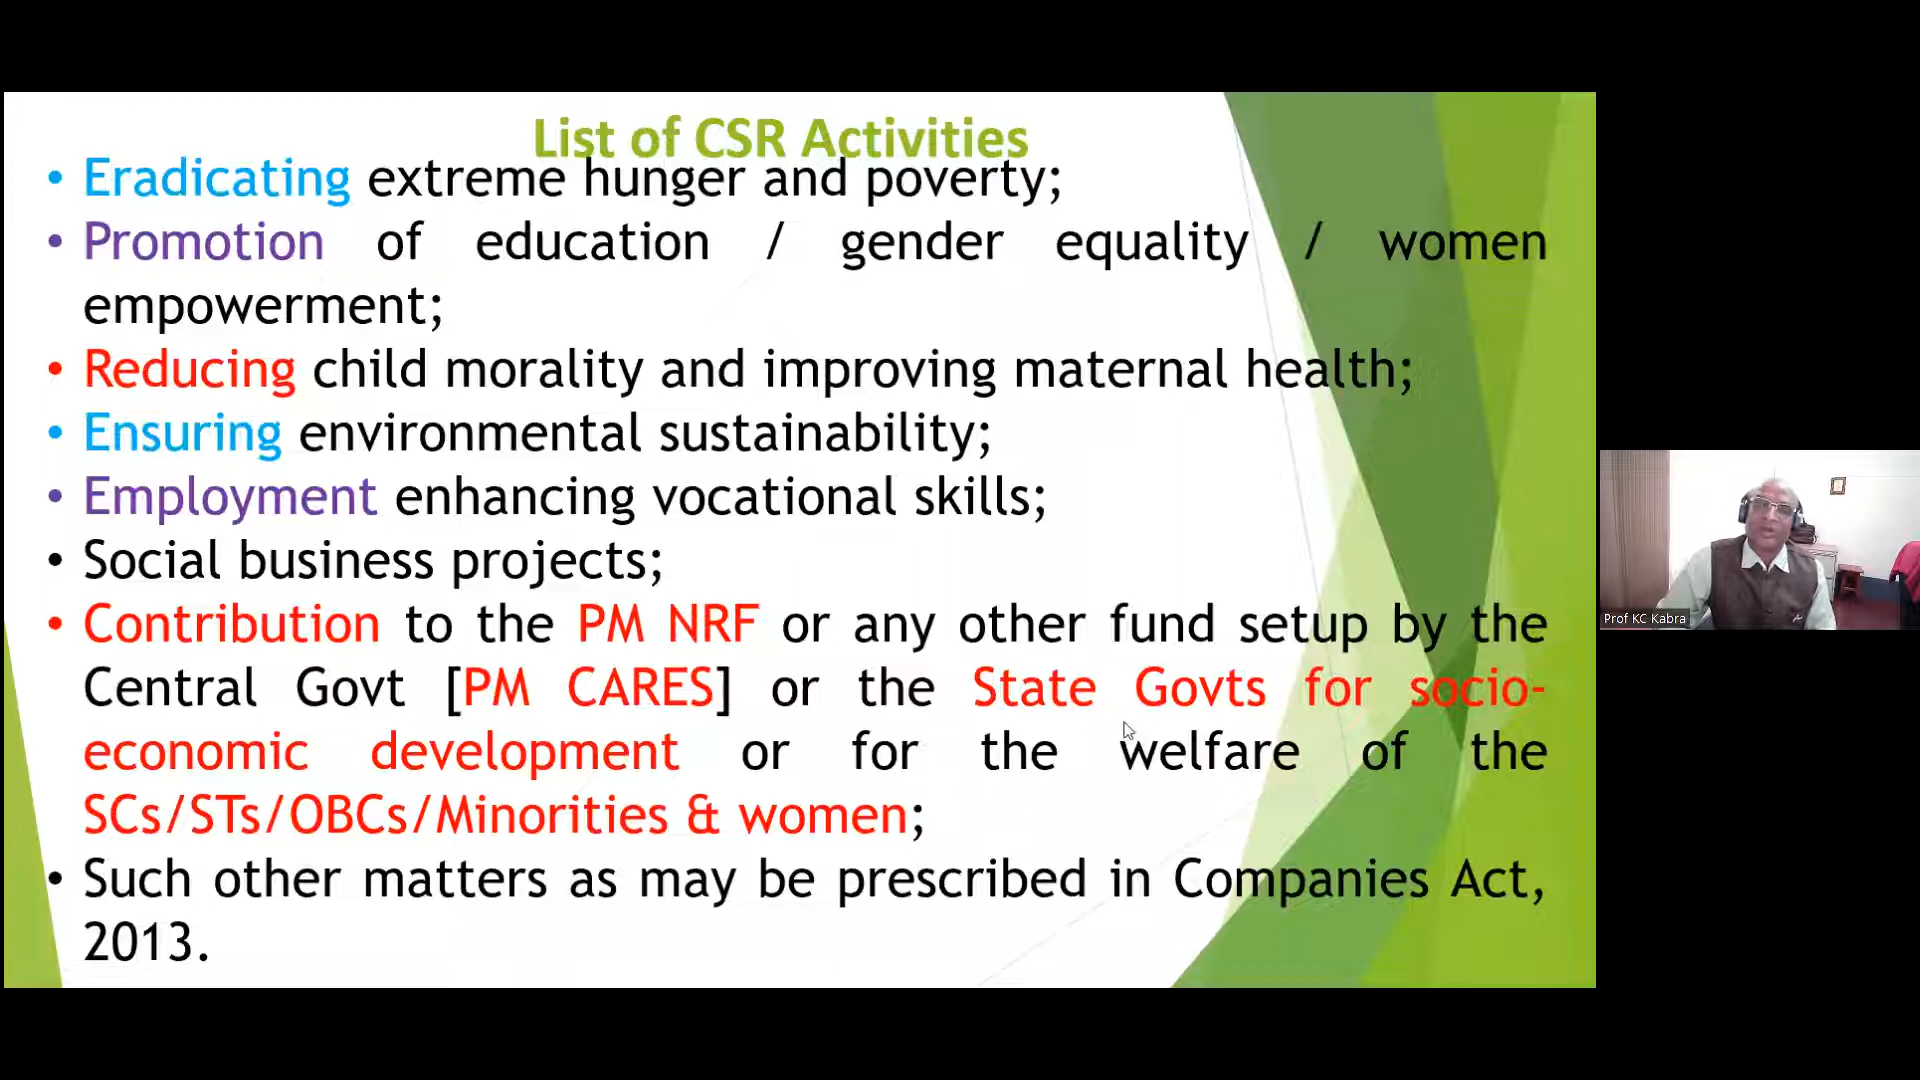 List of CSR Activities
• Eradicating extreme hunger and poverty;
• Promotion of education / gender equality / women
empowerment;
• Reducing child morality and improving maternal health;
• Ensuring environmental sustainability;
• Employment enhancing vocational skills;
• Social business projects;
• Contribution to the PM NRF or any other fund setup by the
Central Govt [PM CARES] or the State Govts for socio-
economic development or for the welfare of the
SCs/STs/OBCs/Minorities & women;
• Such other matters as may be prescribed in Companies Act,
2013.
Prof KC Kabra